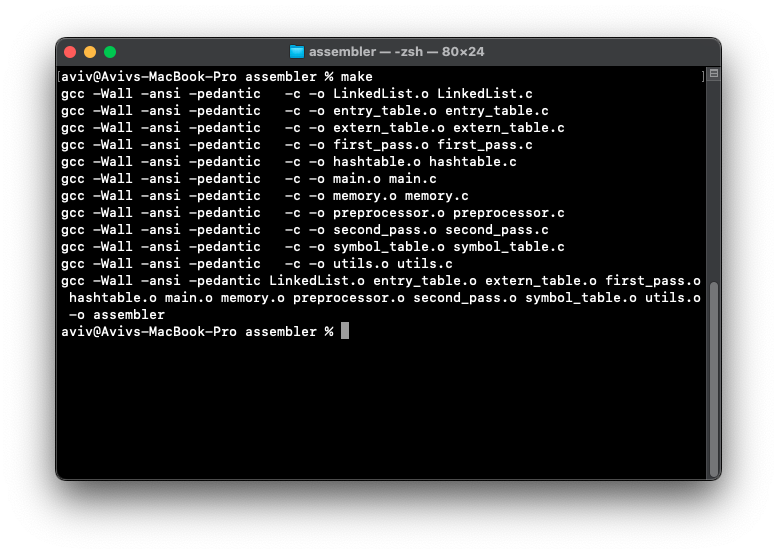 assembler — -zsh — 80×24
[aviv@Avivs-MacBook-Pro assembler % make ]
gcc -Wall -ansi -pedantic   -c -o LinkedList.o LinkedList.c
gcc -Wall -ansi -pedantic   -c -o entry_table.o entry_table.c
gcc -Wall -ansi -pedantic   -c -o extern_table.o extern_table.c
gcc -Wall -ansi -pedantic   -c -o first_pass.o first_pass.c
gcc -Wall -ansi -pedantic   -c -o hashtable.o hashtable.c
gcc -Wall -ansi -pedantic   -c -o main.o main.c
gcc -Wall -ansi -pedantic   -c -o memory.o memory.c
gcc -Wall -ansi -pedantic   -c -o preprocessor.o preprocessor.c
gcc -Wall -ansi -pedantic   -c -o second_pass.o second_pass.c
gcc -Wall -ansi -pedantic   -c -o symbol_table.o symbol_table.c
gcc -Wall -ansi -pedantic   -c -o utils.o utils.c
gcc -Wall -ansi -pedantic LinkedList.o entry_table.o extern_table.o first_pass.o
 hashtable.o main.o memory.o preprocessor.o second_pass.o symbol_table.o utils.o
 -o assembler
aviv@Avivs-MacBook-Pro assembler %